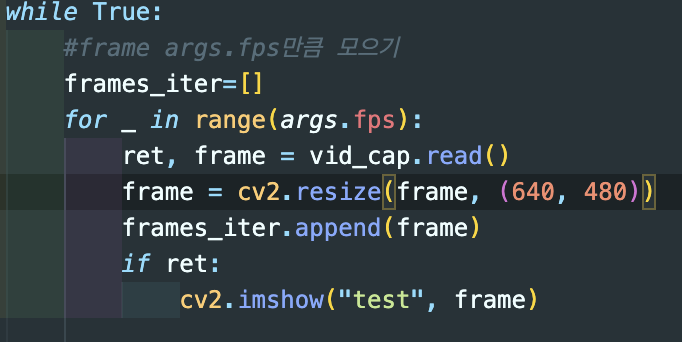 while True:
#frame args.fps만큼 모으기
frames_iter=[]
for _ in range(args.fps):
ret, frame = vid_cap.read()
frame = cv2.resize(frame, (640, 480))
frames_iter.append(frame)
if ret:
cv2.imshow("test", frame)